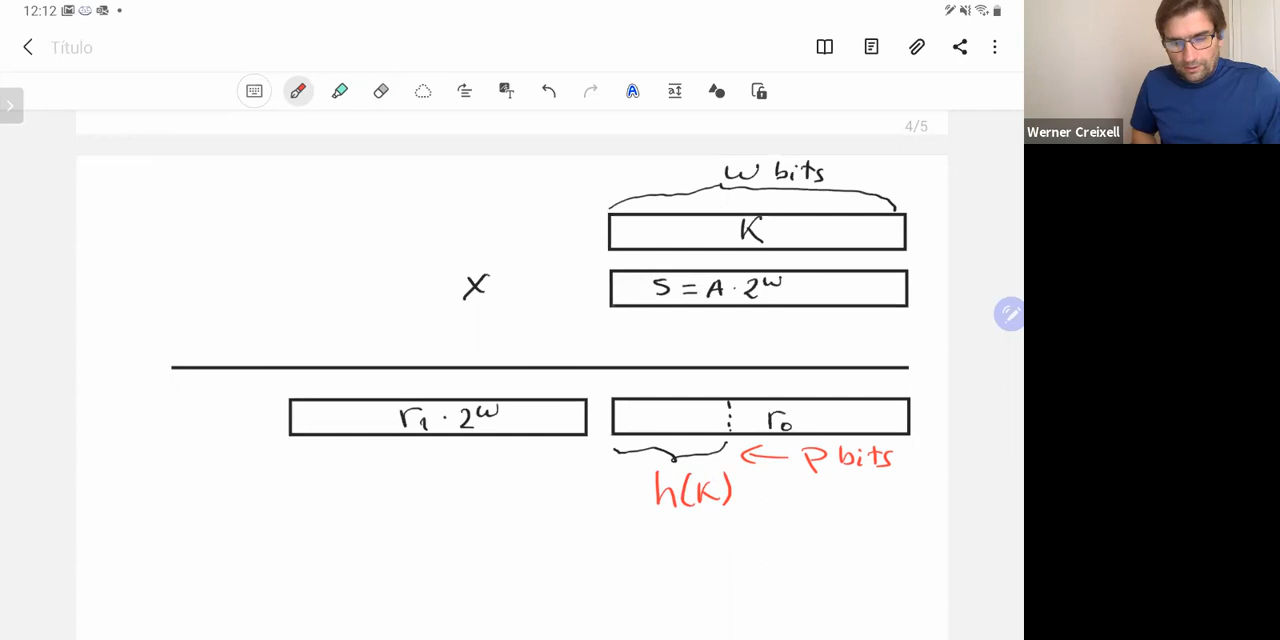 12:12
Título
4/5
w bits
K
X
S = A · 2^w
r₁ · 2^w
r₀
← p bits
h(K)
Werner Creixell